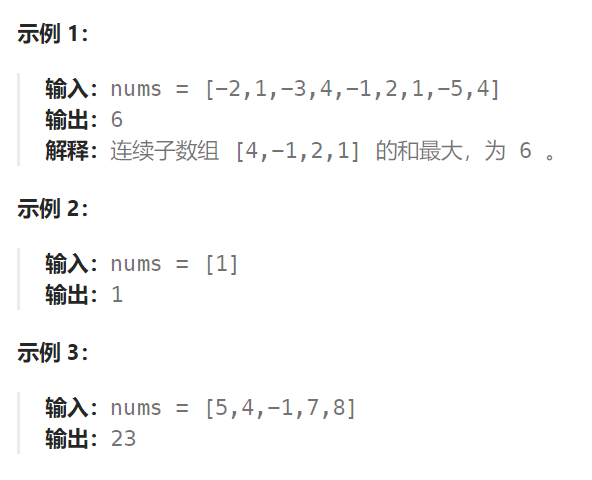 示例 1：
输入：nums = [-2,1,-3,4,-1,2,1,-5,4]
输出：6
解释：连续子数组 [4,-1,2,1] 的和最大，为 6 。
示例 2：
输入：nums = [1]
输出：1
示例 3：
输入：nums = [5,4,-1,7,8]
输出：23